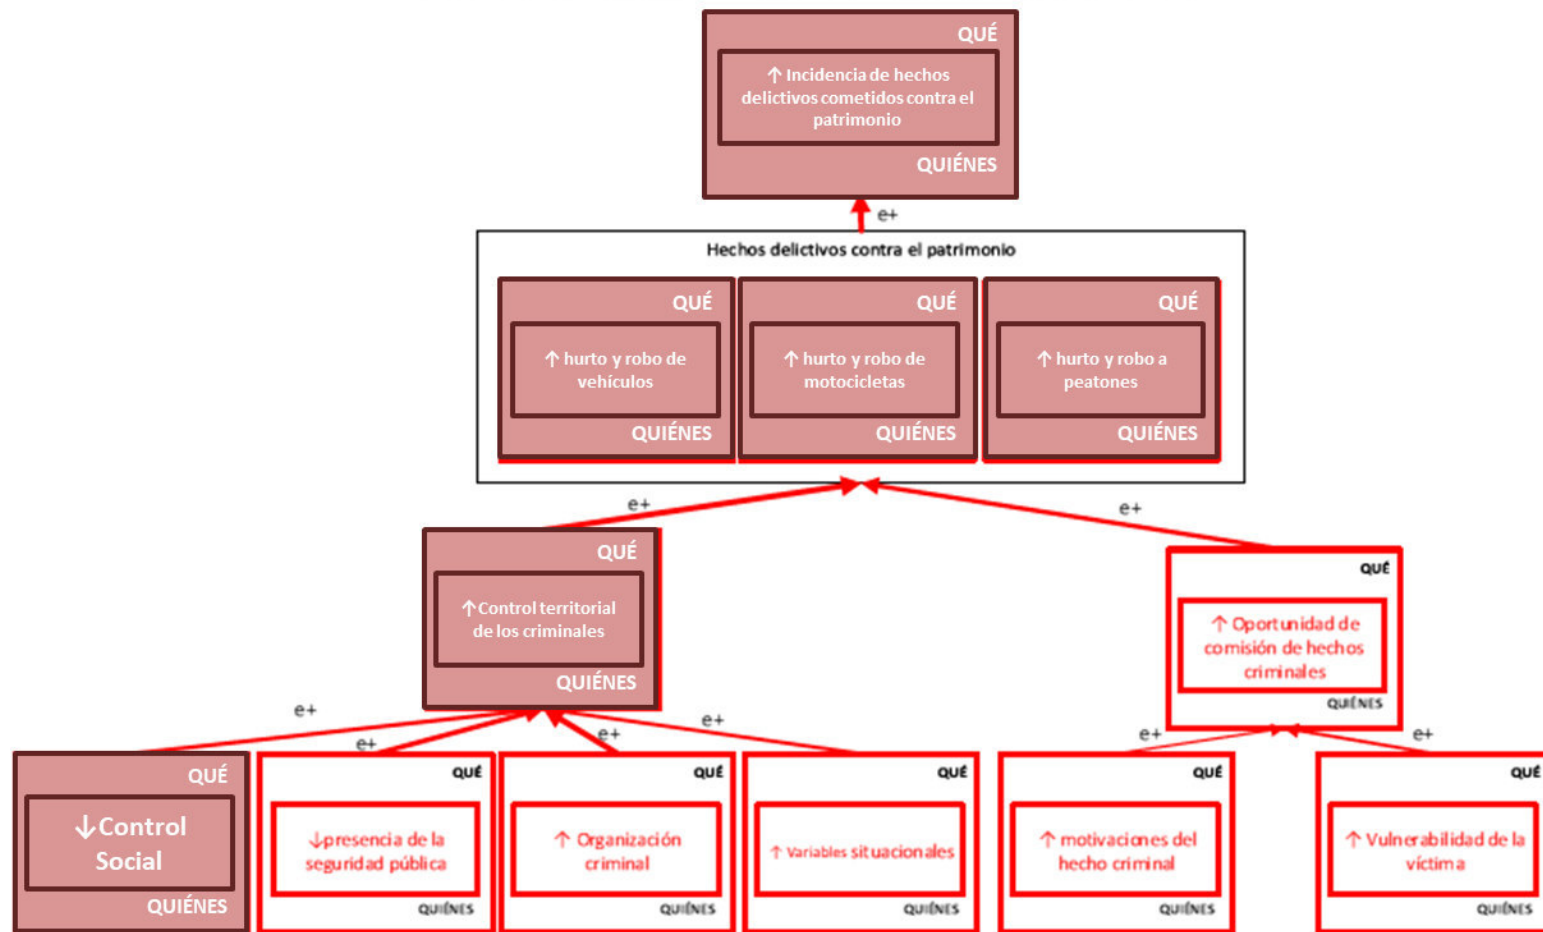 QUÉ
↑ Incidencia de hechos
delictivos cometidos contra el
patrimonio
QUIÉNES
e+
Hechos delictivos contra el patrimonio
QUÉ
↑ hurto y robo de
vehículos
QUIÉNES
QUÉ
↑ hurto y robo de
motocicletas
QUIÉNES
QUÉ
↑ hurto y robo a
peatones
QUIÉNES
e+
e+
QUÉ
↑Control territorial
de los criminales
QUIÉNES
QUÉ
↑ Oportunidad de
comisión de hechos
criminales
QUIÉNES
e+
e+
e+
e+
e+
e+
QUÉ
↓Control
Social
QUIÉNES
QUÉ
↓presencia de la
seguridad pública
QUIÉNES
QUÉ
↑ Organización
criminal
QUIÉNES
QUÉ
↑ Variables situacionales
QUIÉNES
QUÉ
↑ motivaciones del
hecho criminal
QUIÉNES
QUÉ
↑ Vulnerabilidad de la
víctima
QUIÉNES